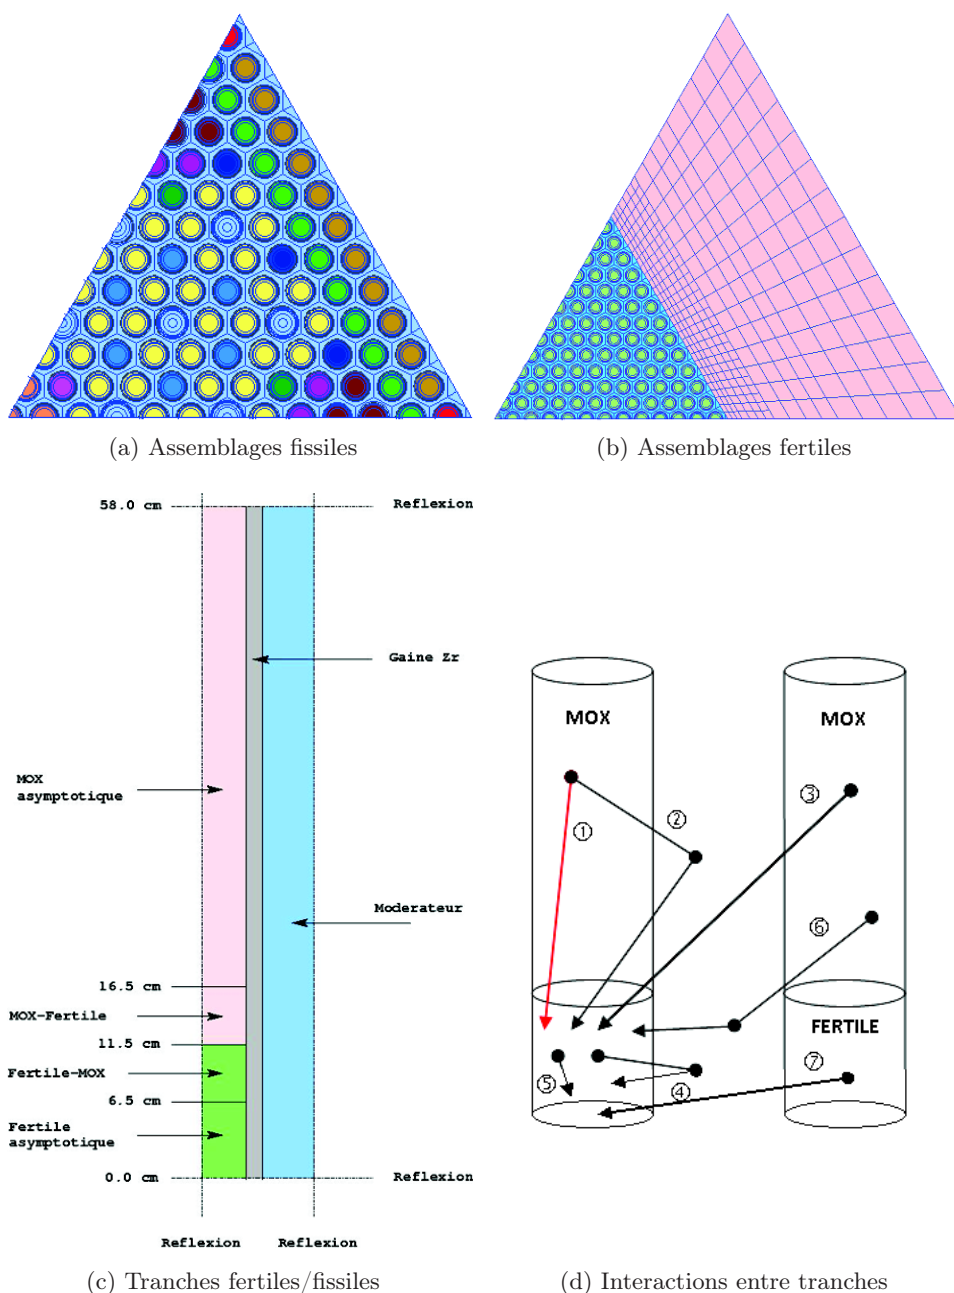 (a) Assemblages fissiles
(b) Assemblages fertiles
58.0 cm
Reflexion
Gaine Zr
MOX
asymptotique
Moderateur
16.5 cm
MOX-Fertile
11.5 cm
Fertile-MOX
6.5 cm
Fertile
asymptotique
0.0 cm
Reflexion
Reflexion
Reflexion
(c) Tranches fertiles/fissiles
MOX
MOX
①
②
③
⑥
FERTILE
⑤
④
⑦
(d) Interactions entre tranches